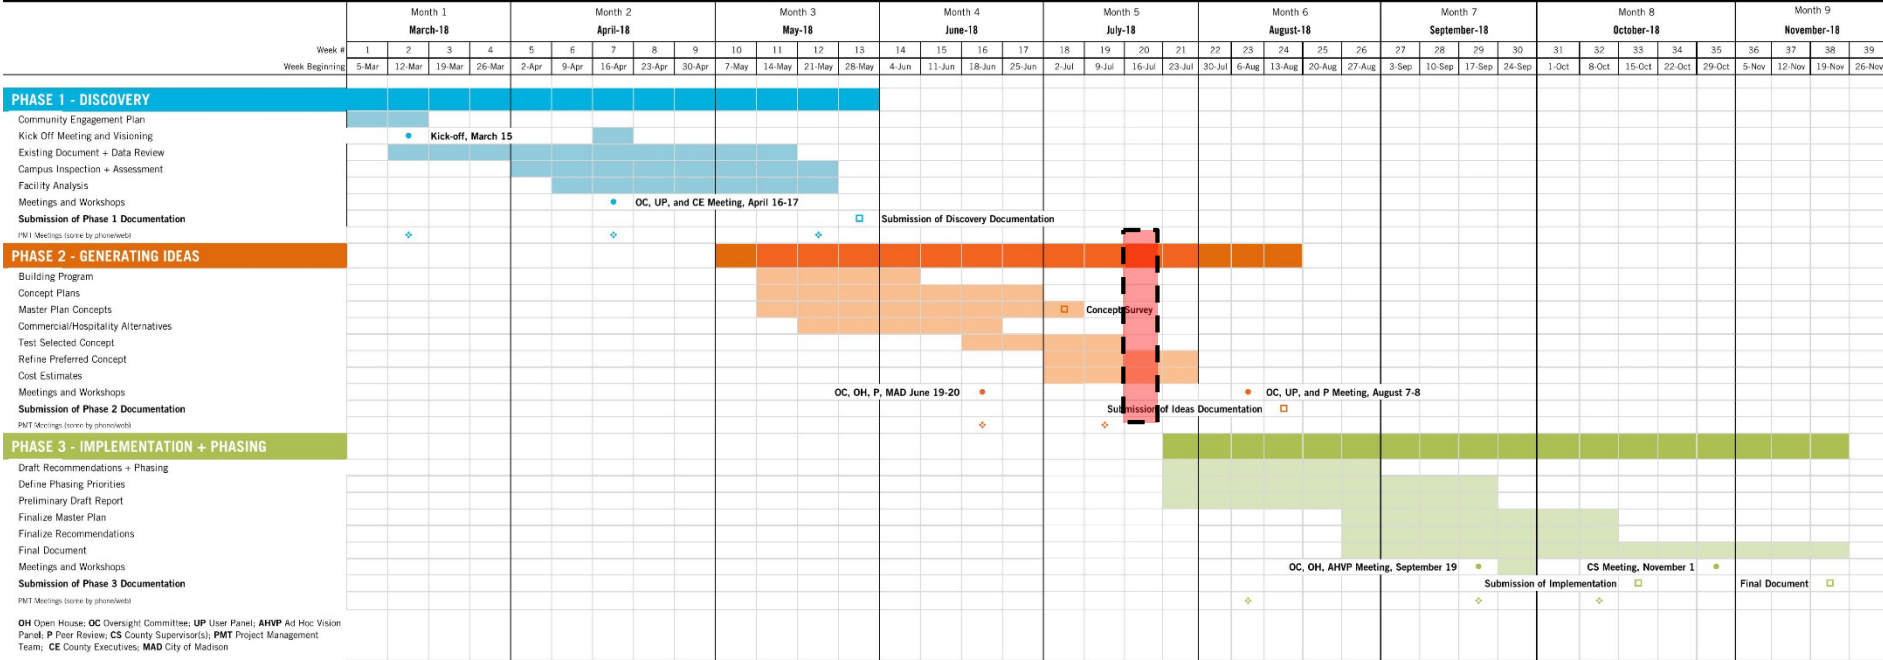 Month 1 Month 2 Month 3 Month 4 Month 5 Month 6 Month 7 Month 8 Month 9
March-18 April-18 May-18 June-18 July-18 August-18 September-18 October-18 November-18
Week # 1 2 3 4 5 6 7 8 9 10 11 12 13 14 15 16 17 18 19 20 21 22 23 24 25 26 27 28 29 30 31 32 33 34 35 36 37 38 39
Week Beginning 5-Mar 12-Mar 19-Mar 26-Mar 2-Apr 9-Apr 16-Apr 23-Apr 30-Apr 7-May 14-May 21-May 28-May 4-Jun 11-Jun 18-Jun 25-Jun 2-Jul 9-Jul 16-Jul 23-Jul 30-Jul 6-Aug 13-Aug 20-Aug 27-Aug 3-Sep 10-Sep 17-Sep 24-Sep 1-Oct 8-Oct 15-Oct 22-Oct 29-Oct 5-Nov 12-Nov 19-Nov 26-Nov
PHASE 1 - DISCOVERY
Community Engagement Plan
Kick Off Meeting and Visioning Kick-off, March 15
Existing Document + Data Review
Campus Inspection + Assessment
Facility Analysis
Meetings and Workshops OC, UP, and CE Meeting, April 16-17
Submission of Phase 1 Documentation Submission of Discovery Documentation
PMT Meetings (some by phone/web)
PHASE 2 - GENERATING IDEAS
Building Program
Concept Plans
Master Plan Concepts Concept Survey
Commercial/Hospitality Alternatives
Test Selected Concept
Refine Preferred Concept
Cost Estimates
Meetings and Workshops OC, OH, P, MAD June 19-20 OC, UP, and P Meeting, August 7-8
Submission of Phase 2 Documentation Submission of Ideas Documentation
PMT Meetings (some by phone/web)
PHASE 3 - IMPLEMENTATION + PHASING
Draft Recommendations + Phasing
Define Phasing Priorities
Preliminary Draft Report
Finalize Master Plan
Finalize Recommendations
Final Document
Meetings and Workshops OC, OH, AHVP Meeting, September 19 CS Meeting, November 1
Submission of Phase 3 Documentation Submission of Implementation Final Document
PMT Meetings (some by phone/web)
OH Open House; OC Oversight Committee; UP User Panel; AHVP Ad Hoc Vision
Panel; P Peer Review; CS County Supervisor(s); PMT Project Management
Team; CE County Executives; MAD City of Madison